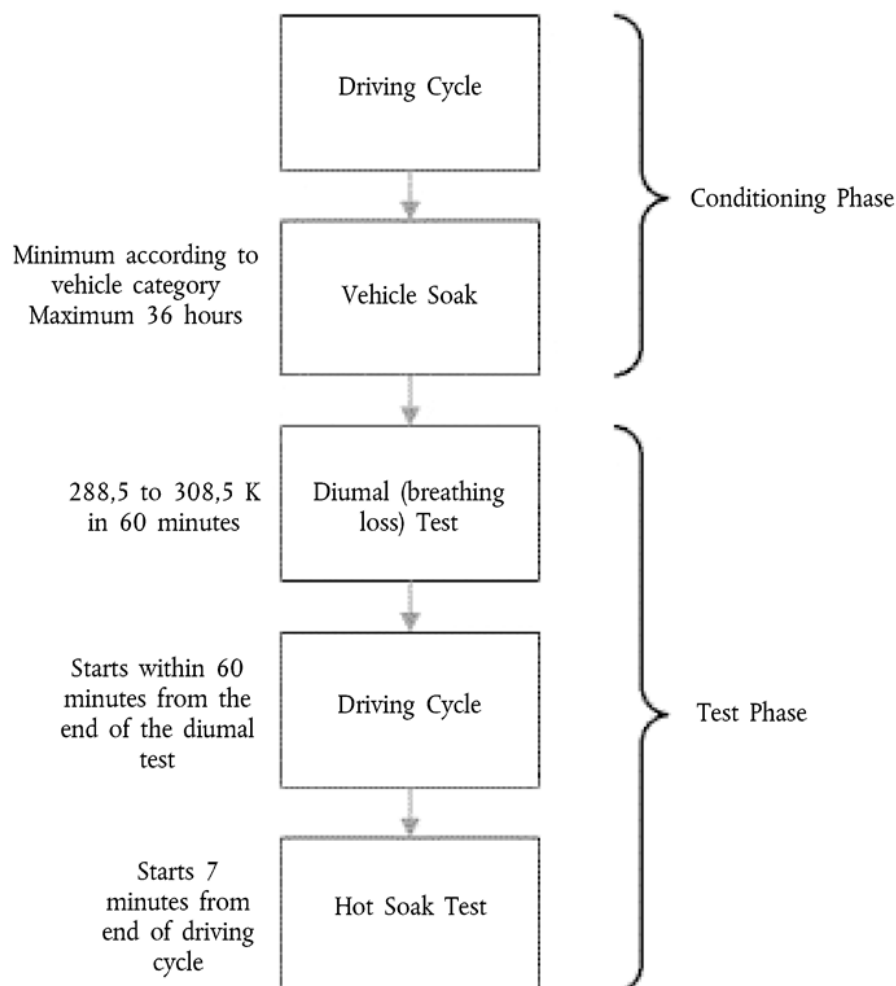 Driving Cycle
Conditioning Phase
Minimum according to
vehicle category
Maximum 36 hours
Vehicle Soak
288,5 to 308,5 K
in 60 minutes
Diumal (breathing
loss) Test
Starts within 60
minutes from the
end of the diumal
test
Driving Cycle
Test Phase
Starts 7
minutes from
end of driving
cycle
Hot Soak Test